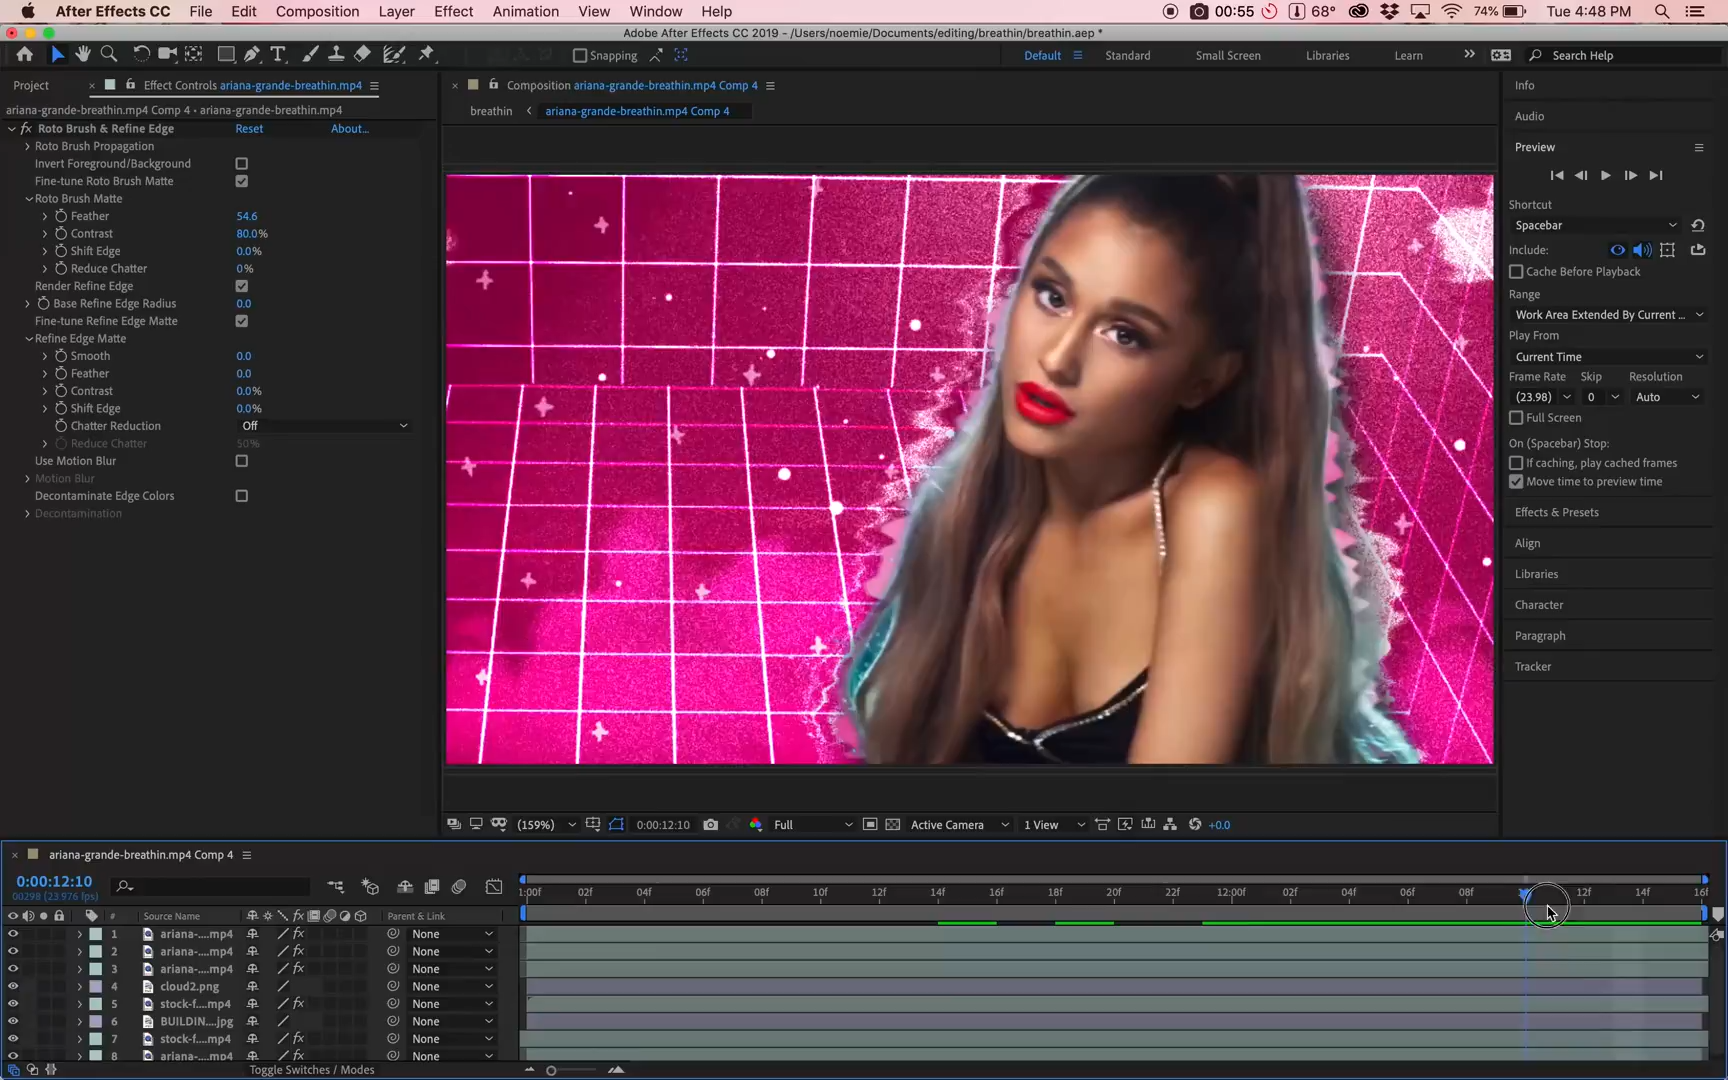 After Effects CC File Edit Composition Layer Effect Animation View Window Help 00:55 68° 74% Tue 4:48 PM
Adobe After Effects CC 2019 - /Users/noemie/Documents/editing/breathin/breathin.aep *
Snapping Default Standard Small Screen Libraries Learn Search Help
Project Effect Controls ariana-grande-breathin.mp4
ariana-grande-breathin.mp4 Comp 4 • ariana-grande-breathin.mp4
fx Roto Brush & Refine Edge Reset About...
Roto Brush Propagation
Invert Foreground/Background
Fine-tune Roto Brush Matte
Roto Brush Matte
Feather 54.6
Contrast 80.0%
Shift Edge 0.0%
Reduce Chatter 0%
Render Refine Edge
Base Refine Edge Radius 0.0
Fine-tune Refine Edge Matte
Refine Edge Matte
Smooth 0.0
Feather 0.0
Contrast 0.0%
Shift Edge 0.0%
Chatter Reduction Off
Reduce Chatter 50%
Use Motion Blur
Motion Blur
Decontaminate Edge Colors
Decontamination
Composition ariana-grande-breathin.mp4 Comp 4
breathin ariana-grande-breathin.mp4 Comp 4
(159%) 0:00:12:10 Full Active Camera 1 View +0.0
Info
Audio
Preview
Shortcut
Spacebar
Include:
Cache Before Playback
Range
Work Area Extended By Current ...
Play From
Current Time
Frame Rate Skip Resolution
(23.98) 0 Auto
Full Screen
On (Spacebar) Stop:
If caching, play cached frames
Move time to preview time
Effects & Presets
Align
Libraries
Character
Paragraph
Tracker
ariana-grande-breathin.mp4 Comp 4
0:00:12:10
00298 (23.976 fps)
1:00f 02f 04f 06f 08f 10f 12f 14f 16f 18f 20f 22f 12:00f 02f 04f 06f 08f 12f 14f 16f
# Source Name fx Parent & Link
1 ariana-....mp4 fx None
2 ariana-....mp4 fx None
3 ariana-....mp4 fx None
4 cloud2.png None
5 stock-f....mp4 fx None
6 BUILDIN....jpg None
7 stock-f....mp4 fx None
8 ariana-....mp4 fx None
Toggle Switches / Modes